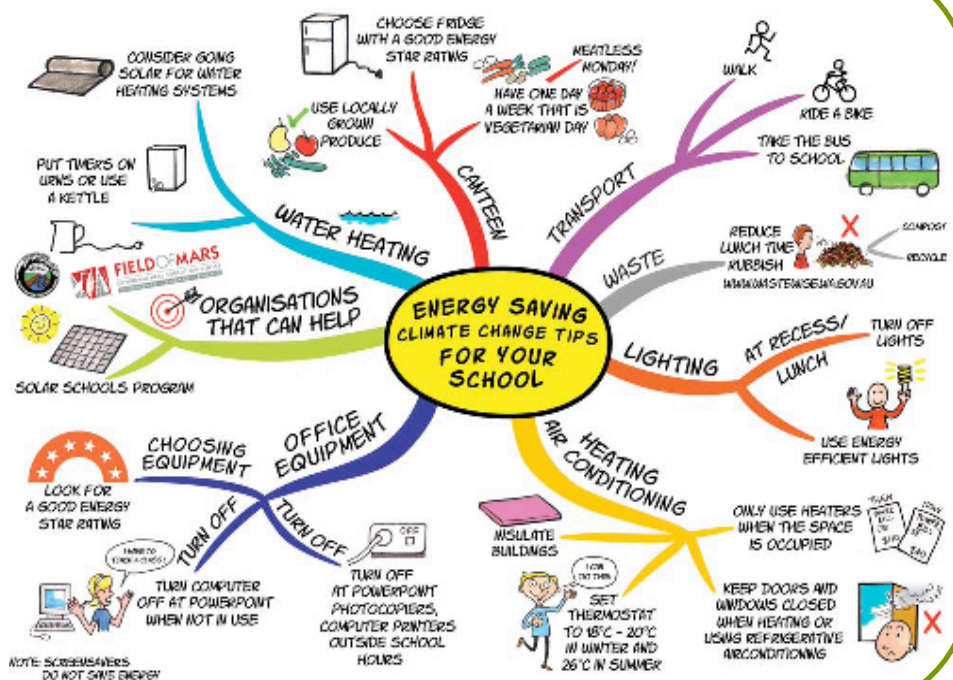 ENERGY SAVING
CLIMATE CHANGE TIPS
FOR YOUR
SCHOOL
CANTEEN
CHOOSE FRIDGE
WITH A GOOD ENERGY
STAR RATING
USE LOCALLY
GROWN
PRODUCE
MEATLESS
MONDAY!
HAVE ONE DAY
A WEEK THAT IS
VEGETARIAN DAY
TRANSPORT
WALK
RIDE A BIKE
TAKE THE BUS
TO SCHOOL
WASTE
REDUCE
LUNCH TIME
RUBBISH
WWW.WASTEWISE.WA.GOV.AU
COMPOST
RECYCLE
LIGHTING
AT RECESS/
LUNCH
TURN OFF
LIGHTS
USE ENERGY
EFFICIENT LIGHTS
HEATING
AIR CONDITIONING
ONLY USE HEATERS
WHEN THE SPACE
IS OCCUPIED
KEEP DOORS AND
WINDOWS CLOSED
WHEN HEATING OR
USING REFRIGERATIVE
AIRCONDITIONING
INSULATE
BUILDINGS
I CAN
DO THIS
SET
THERMOSTAT
TO 18°C - 20°C
IN WINTER AND
26°C IN SUMMER
OFFICE
EQUIPMENT
CHOOSING
EQUIPMENT
LOOK FOR
A GOOD ENERGY
STAR RATING
TURN OFF
TURN COMPUTER
OFF AT POWERPOINT
WHEN NOT IN USE
NOTE: SCREENSAVERS
DO NOT SAVE ENERGY
TURN OFF
OFF
TURN OFF
AT POWERPOINT
PHOTOCOPIERS,
COMPUTER PRINTERS
OUTSIDE SCHOOL
HOURS
ORGANISATIONS
THAT CAN HELP
FIELDOFMARS
SOLAR SCHOOLS PROGRAM
WATER HEATING
CONSIDER GOING
SOLAR FOR WATER
HEATING SYSTEMS
PUT TIMERS ON
URNS OR USE
A KETTLE